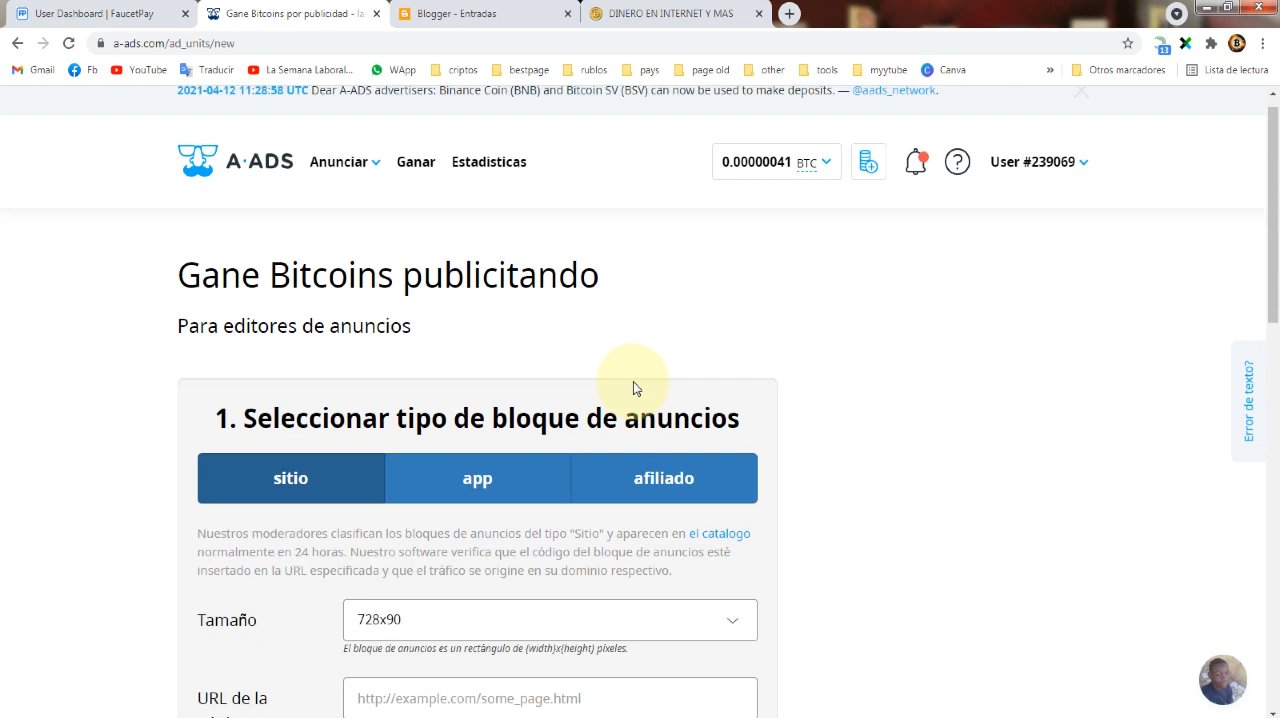 User Dashboard | FaucetPay
Gane Bitcoins por publicidad - la
Blogger - Entradas
DINERO EN INTERNET Y MAS
a-ads.com/ad_units/new
13
Gmail
Fb
YouTube
Traducir
La Semana Laboral...
WApp
criptos
bestpage
rublos
pays
page old
other
tools
myytube
Canva
»
Otros marcadores
Lista de lectura
2021-04-12 11:28:58 UTC Dear A-ADS advertisers: Binance Coin (BNB) and Bitcoin SV (BSV) can now be used to make deposits. — @aads_network.
A·ADS
Anunciar
Ganar
Estadisticas
0.00000041 BTC
User #239069
Gane Bitcoins publicitando
Para editores de anuncios
1. Seleccionar tipo de bloque de anuncios
sitio
app
afiliado
Nuestros moderadores clasifican los bloques de anuncios del tipo "Sitio" y aparecen en el catalogo
normalmente en 24 horas. Nuestro software verifica que el código del bloque de anuncios esté
insertado en la URL especificada y que el tráfico se origine en su dominio respectivo.
Tamaño
728x90
El bloque de anuncios es un rectángulo de {width}x{height} píxeles.
URL de la
http://example.com/some_page.html
Error de texto?